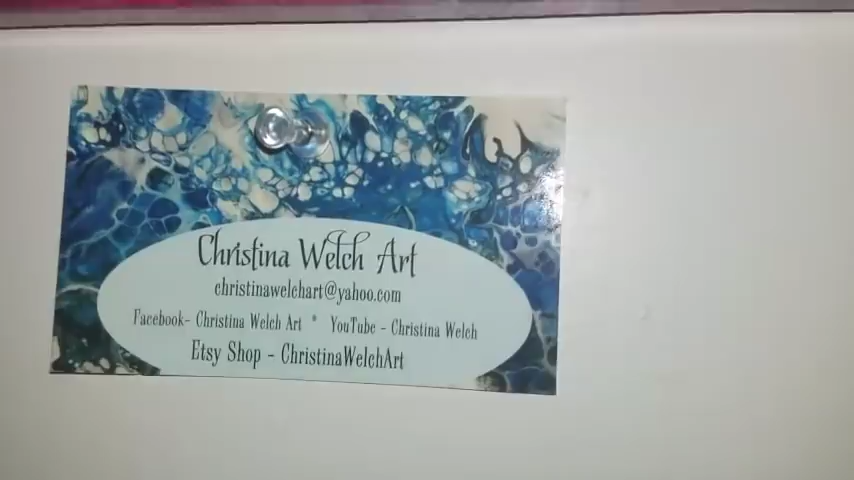 Christina Welch Art
christinawelchart@yahoo.com
Facebook- Christina Welch Art * YouTube - Christina Welch
Etsy Shop - ChristinaWelchArt